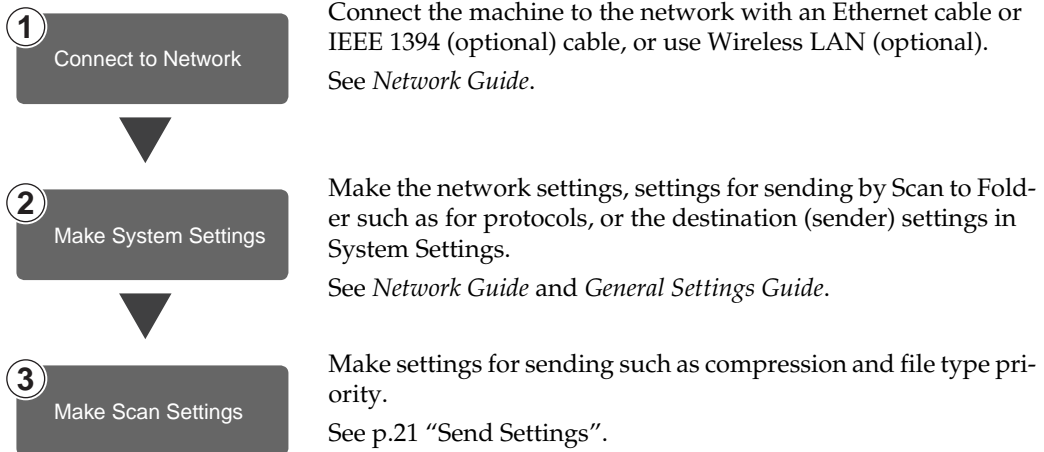 1
Connect to Network
Connect the machine to the network with an Ethernet cable or
IEEE 1394 (optional) cable, or use Wireless LAN (optional).
See Network Guide.
2
Make System Settings
Make the network settings, settings for sending by Scan to Fold-
er such as for protocols, or the destination (sender) settings in
System Settings.
See Network Guide and General Settings Guide.
3
Make Scan Settings
Make settings for sending such as compression and file type pri-
ority.
See p.21 “Send Settings”.